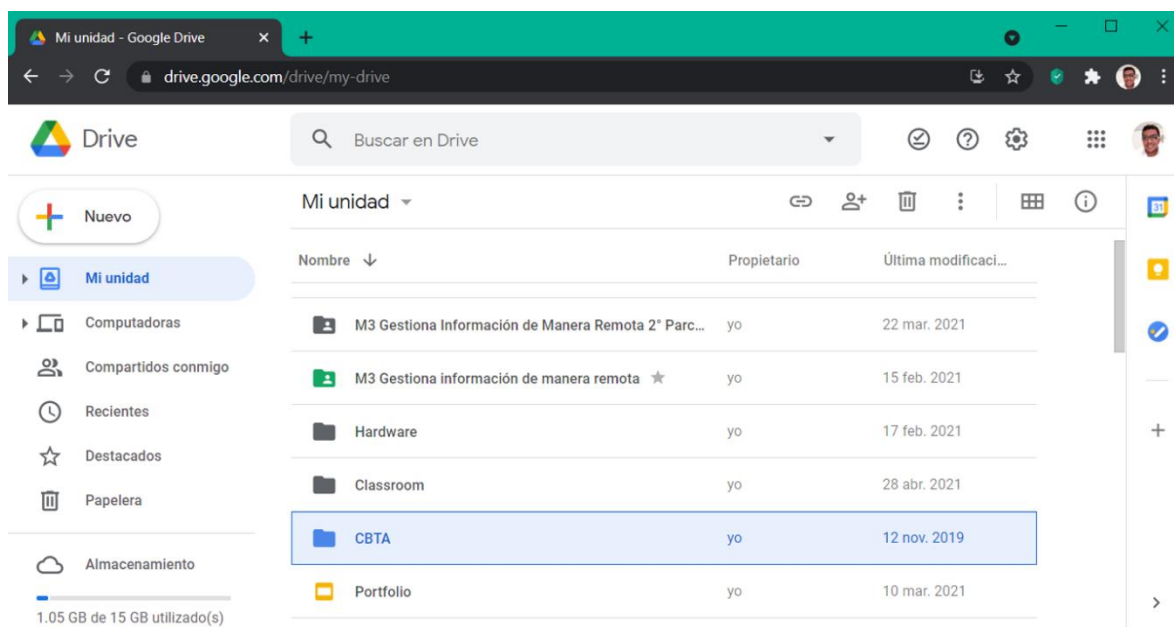 Mi unidad - Google Drive
drive.google.com/drive/my-drive
Drive
Buscar en Drive
Nuevo
Mi unidad
Computadoras
Compartidos conmigo
Recientes
Destacados
Papelera
Almacenamiento
1.05 GB de 15 GB utilizado(s)
Mi unidad
Nombre Propietario Última modificaci...
M3 Gestiona Información de Manera Remota 2° Parc... yo 22 mar. 2021
M3 Gestiona información de manera remota yo 15 feb. 2021
Hardware yo 17 feb. 2021
Classroom yo 28 abr. 2021
CBTA yo 12 nov. 2019
Portfolio yo 10 mar. 2021
31